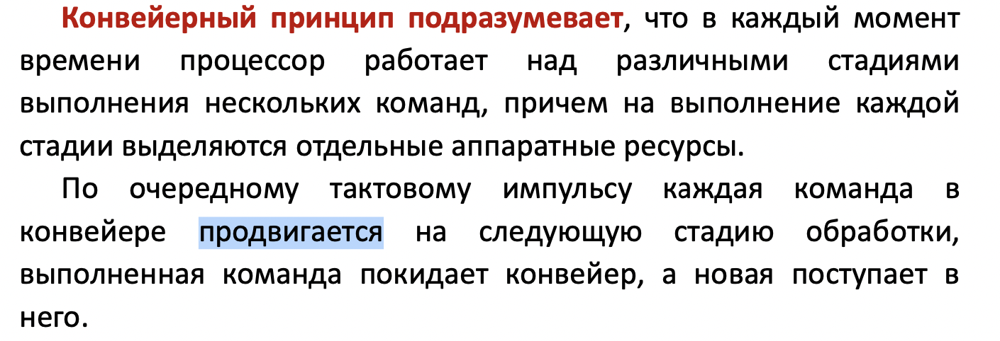 Конвейерный принцип подразумевает, что в каждый момент
времени процессор работает над различными стадиями
выполнения нескольких команд, причем на выполнение каждой
стадии выделяются отдельные аппаратные ресурсы.
По очередному тактовому импульсу каждая команда в
конвейере продвигается на следующую стадию обработки,
выполненная команда покидает конвейер, а новая поступает в
него.